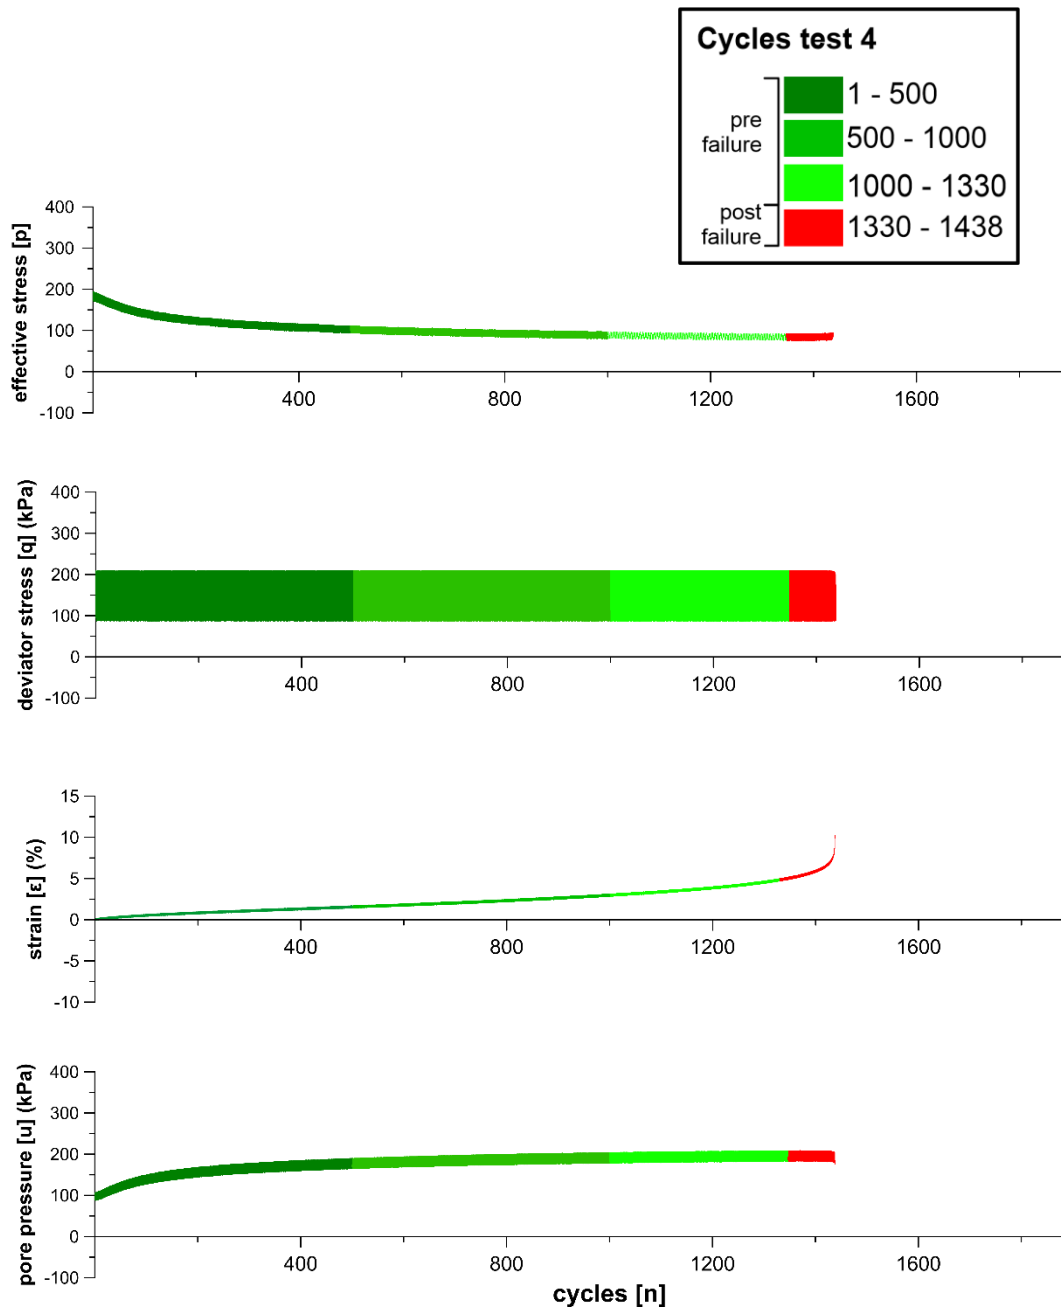 Cycles test 4
pre
failure
1 - 500
500 - 1000
1000 - 1330
post
failure
1330 - 1438
effective stress [p]
400
300
200
100
0
-100
400
800
1200
1600
deviator stress [q] (kPa)
400
300
200
100
0
-100
400
800
1200
1600
strain [ε] (%)
15
10
5
0
-5
-10
400
800
1200
1600
pore pressure [u] (kPa)
400
300
200
100
0
-100
400
800
1200
1600
cycles [n]